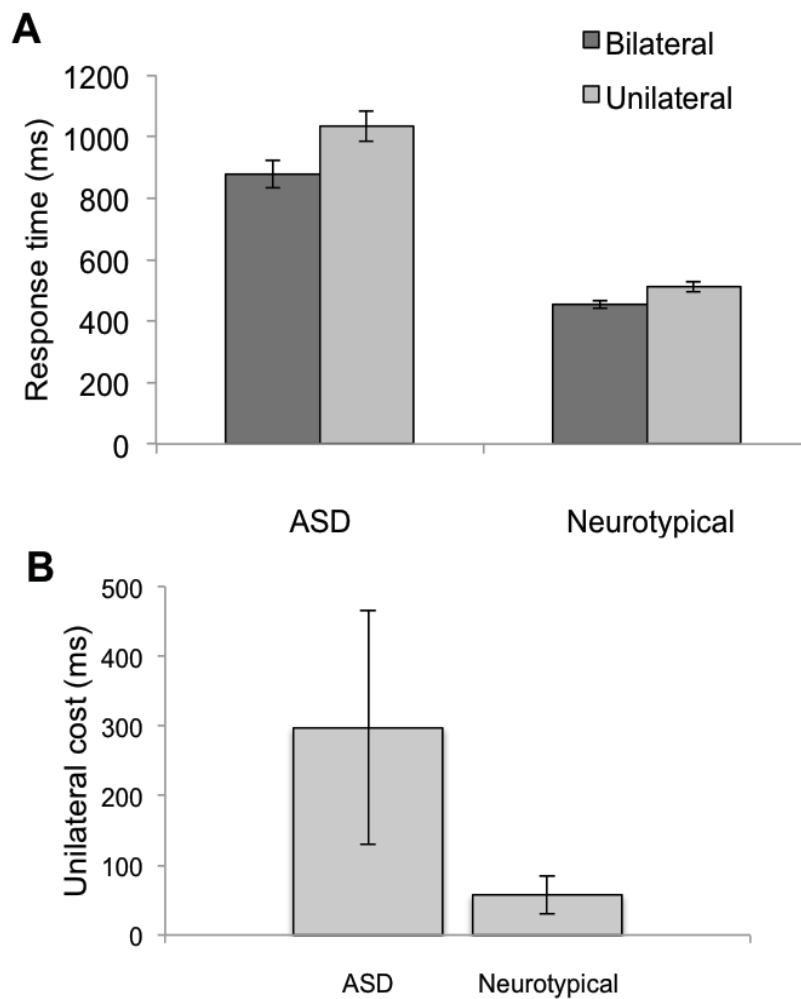 A
Bilateral
Unilateral
Response time (ms)
1200
1000
800
600
400
200
0
ASD Neurotypical
B
Unilateral cost (ms)
500
400
300
200
100
0
ASD Neurotypical